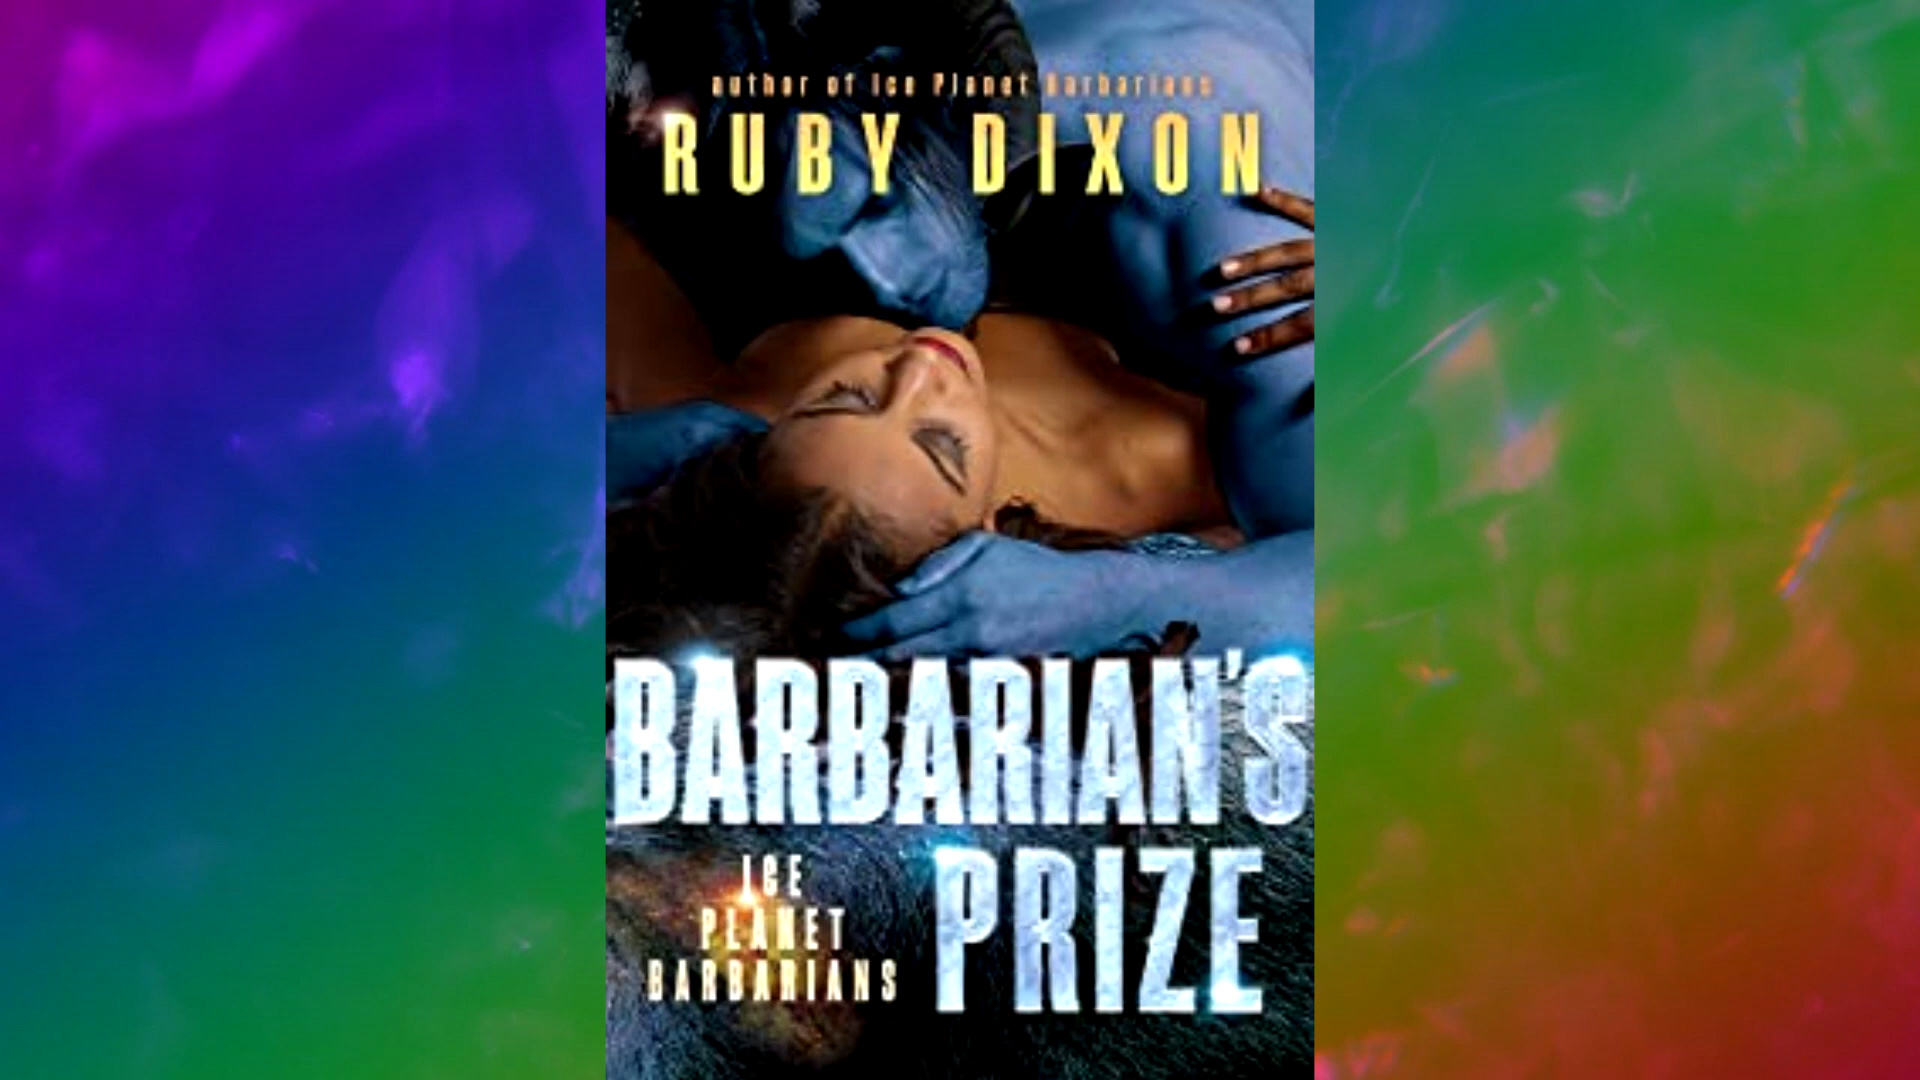 author of Ice Planet Barbarians
RUBY DIXON
BARBARIAN'S
PRIZE
ICE
PLANET
BARBARIANS